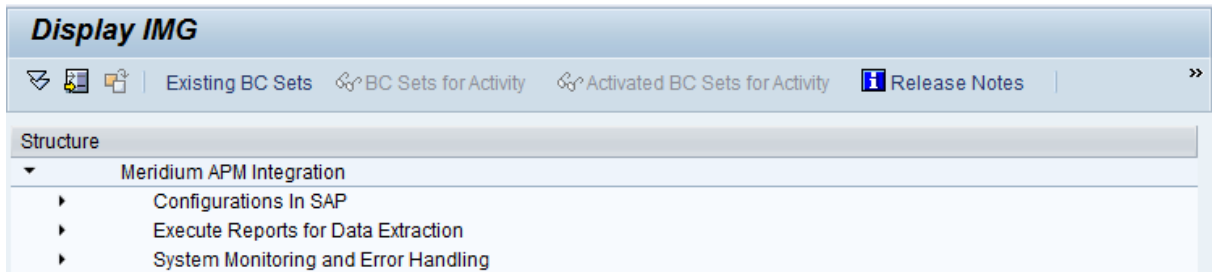 Display IMG
Existing BC Sets BC Sets for Activity Activated BC Sets for Activity Release Notes
Structure
Meridium APM Integration
Configurations In SAP
Execute Reports for Data Extraction
System Monitoring and Error Handling